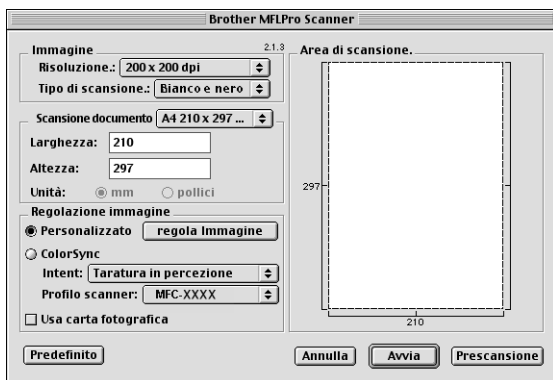 Brother MFLPro Scanner
Immagine 2.1.3
Risoluzione.: 200 x 200 dpi
Tipo di scansione.: Bianco e nero
Scansione documento A4 210 x 297 ...
Larghezza: 210
Altezza: 297
Unità: mm pollici
Regolazione immagine
Personalizzato regola Immagine
ColorSync
Intent: Taratura in percezione
Profilo scanner: MFC-XXXX
Usa carta fotografica
Area di scansione.
297
210
Predefinito Annulla Avvia Prescansione